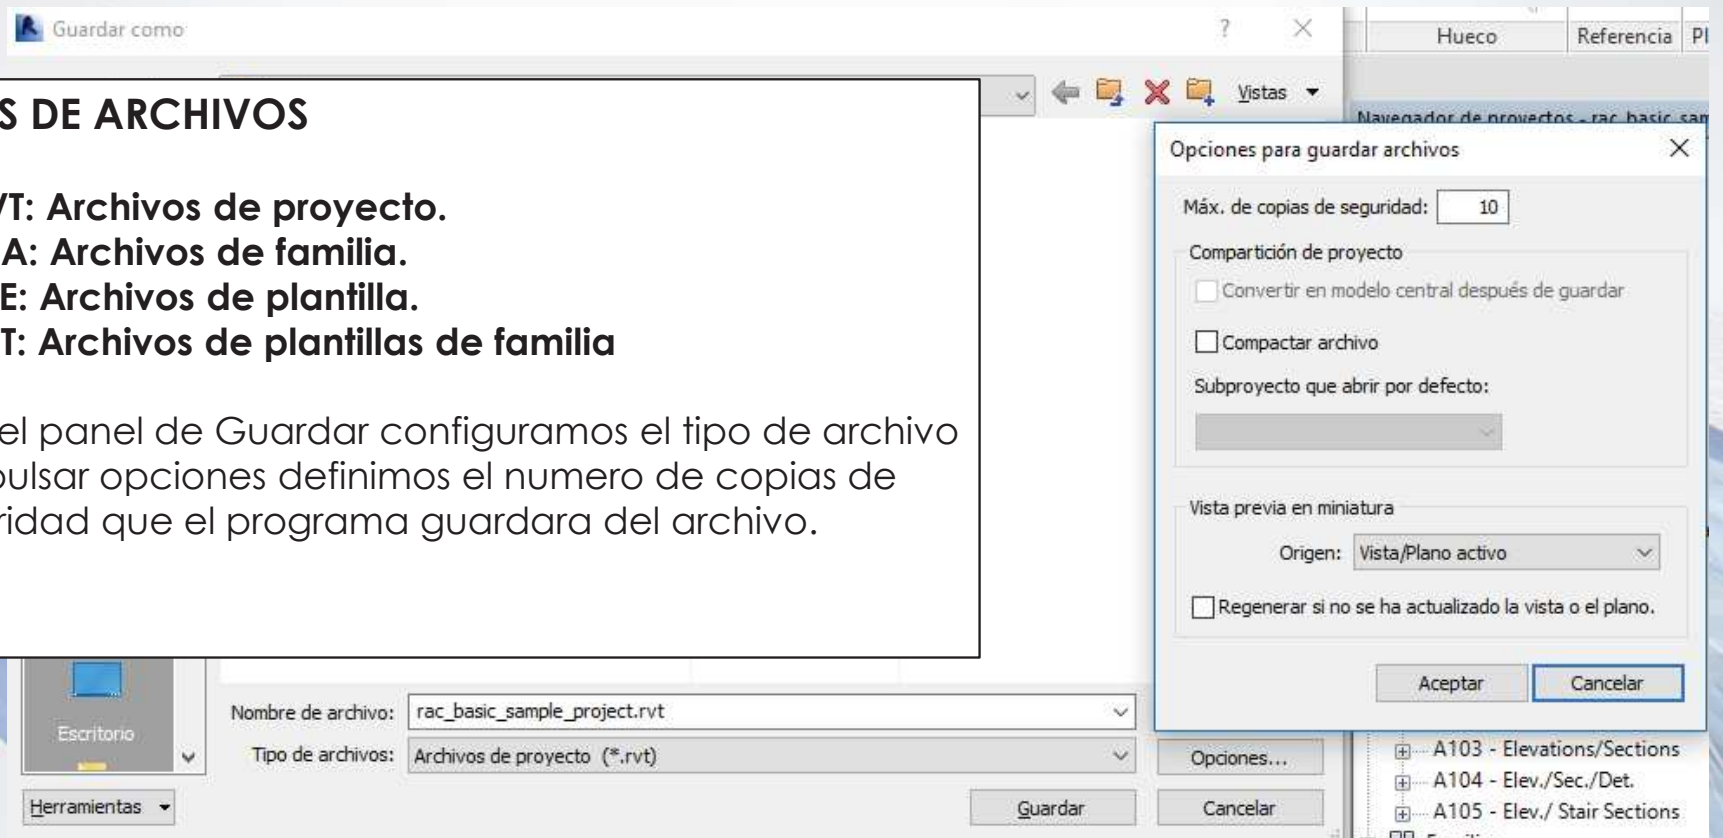 Guardar como
?
Hueco
Referencia
Vistas
S DE ARCHIVOS
VT: Archivos de proyecto.
A: Archivos de familia.
E: Archivos de plantilla.
T: Archivos de plantillas de familia
el panel de Guardar configuramos el tipo de archivo
pulsar opciones definimos el numero de copias de
ridad que el programa guardara del archivo.
Navegador de proyectos - rac_basic_sam
Opciones para guardar archivos
Máx. de copias de seguridad: 10
Compartición de proyecto
Convertir en modelo central después de guardar
Compactar archivo
Subproyecto que abrir por defecto:
Vista previa en miniatura
Origen: Vista/Plano activo
Regenerar si no se ha actualizado la vista o el plano.
Aceptar
Cancelar
Escritorio
Nombre de archivo: rac_basic_sample_project.rvt
Tipo de archivos: Archivos de proyecto (*.rvt)
Opciones...
Herramientas
Guardar
Cancelar
A103 - Elevations/Sections
A104 - Elev./Sec./Det.
A105 - Elev./ Stair Sections